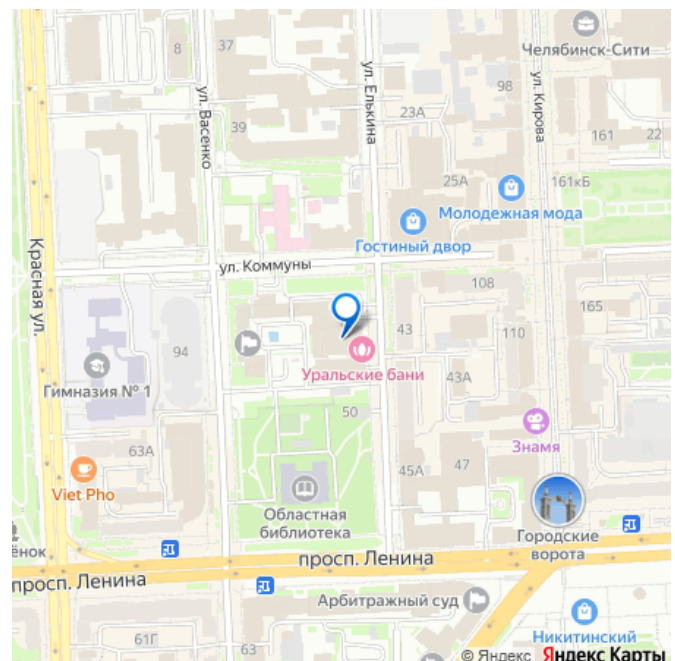 Челябинск-Сити
8
37
ул. Васенко
ул. Елькина
ул. Кирова
98
23А
39
161
22
25А
161кБ
Молодежная мода
Гостиный двор
Красная ул.
ул. Коммуны
108
165
43
110
94
Гимназия № 1
Уральские бани
43А
50
Знамя
63А
45А
47
Viet Pho
Областная
библиотека
Городские
ворота
ёнок
просп. Ленина
просп. Ленина
Арбитражный суд
61Г
63
Никитинский
© Яндекс Яндекс Карты